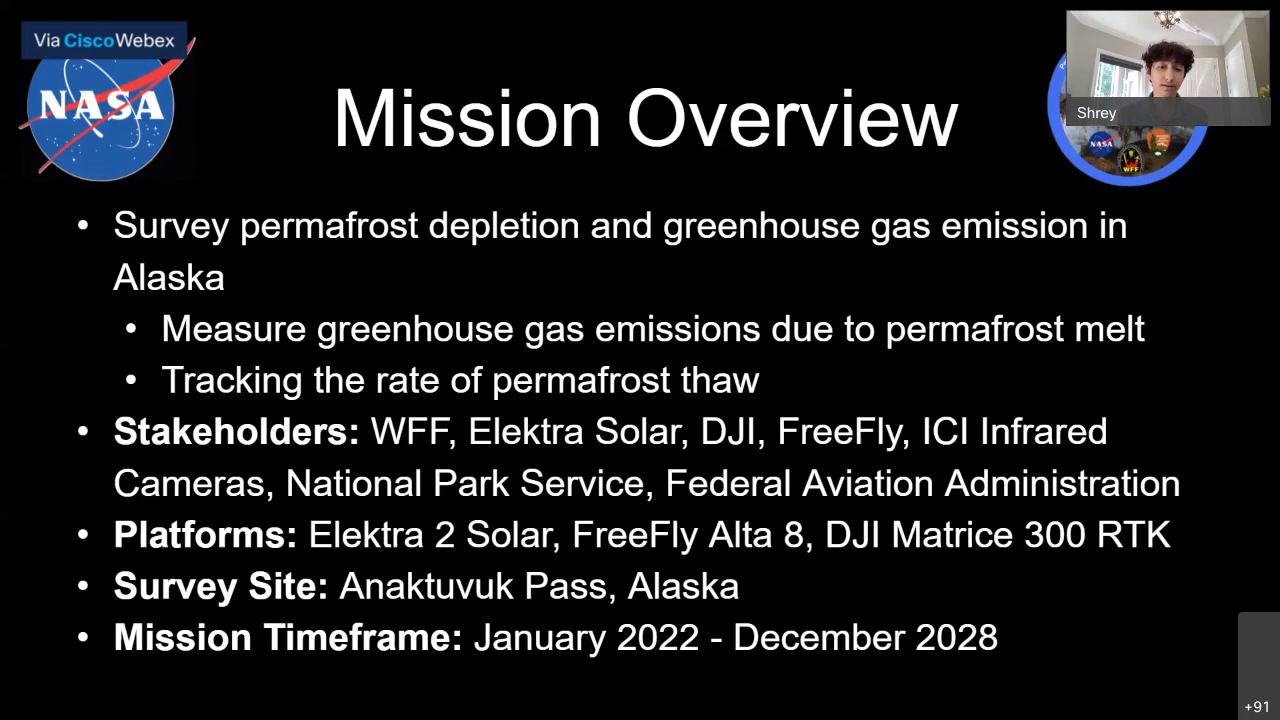 Via CiscoWebex
NASA
Mission Overview
Shrey
NASA
WFF
• Survey permafrost depletion and greenhouse gas emission in
Alaska
• Measure greenhouse gas emissions due to permafrost melt
• Tracking the rate of permafrost thaw
• Stakeholders: WFF, Elektra Solar, DJI, FreeFly, ICI Infrared
Cameras, National Park Service, Federal Aviation Administration
• Platforms: Elektra 2 Solar, FreeFly Alta 8, DJI Matrice 300 RTK
• Survey Site: Anaktuvuk Pass, Alaska
• Mission Timeframe: January 2022 - December 2028
+91